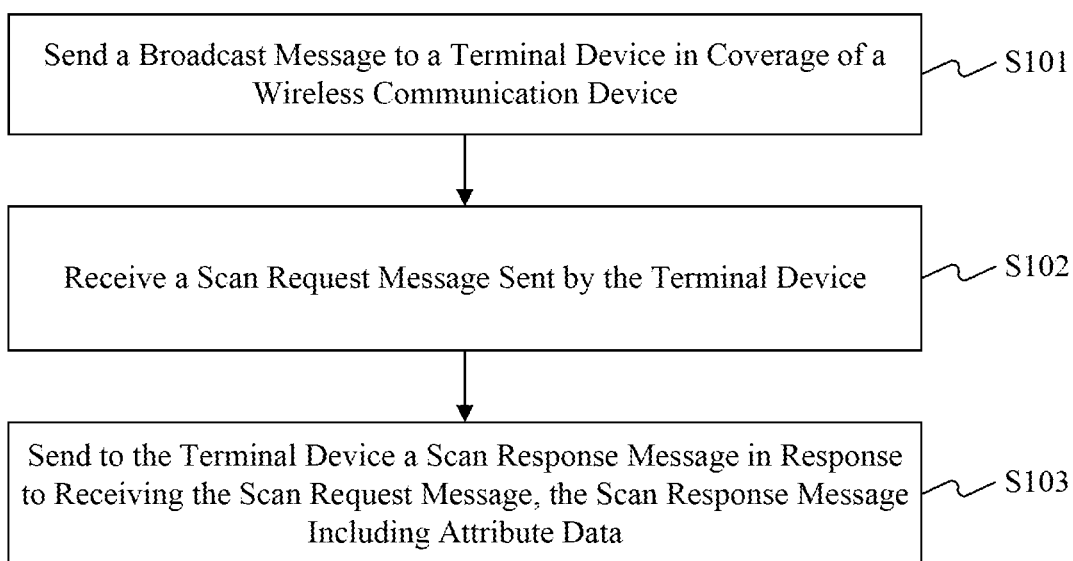 Send a Broadcast Message to a Terminal Device in Coverage of a
Wireless Communication Device
S101
Receive a Scan Request Message Sent by the Terminal Device
S102
Send to the Terminal Device a Scan Response Message in Response
to Receiving the Scan Request Message, the Scan Response Message
Including Attribute Data
S103